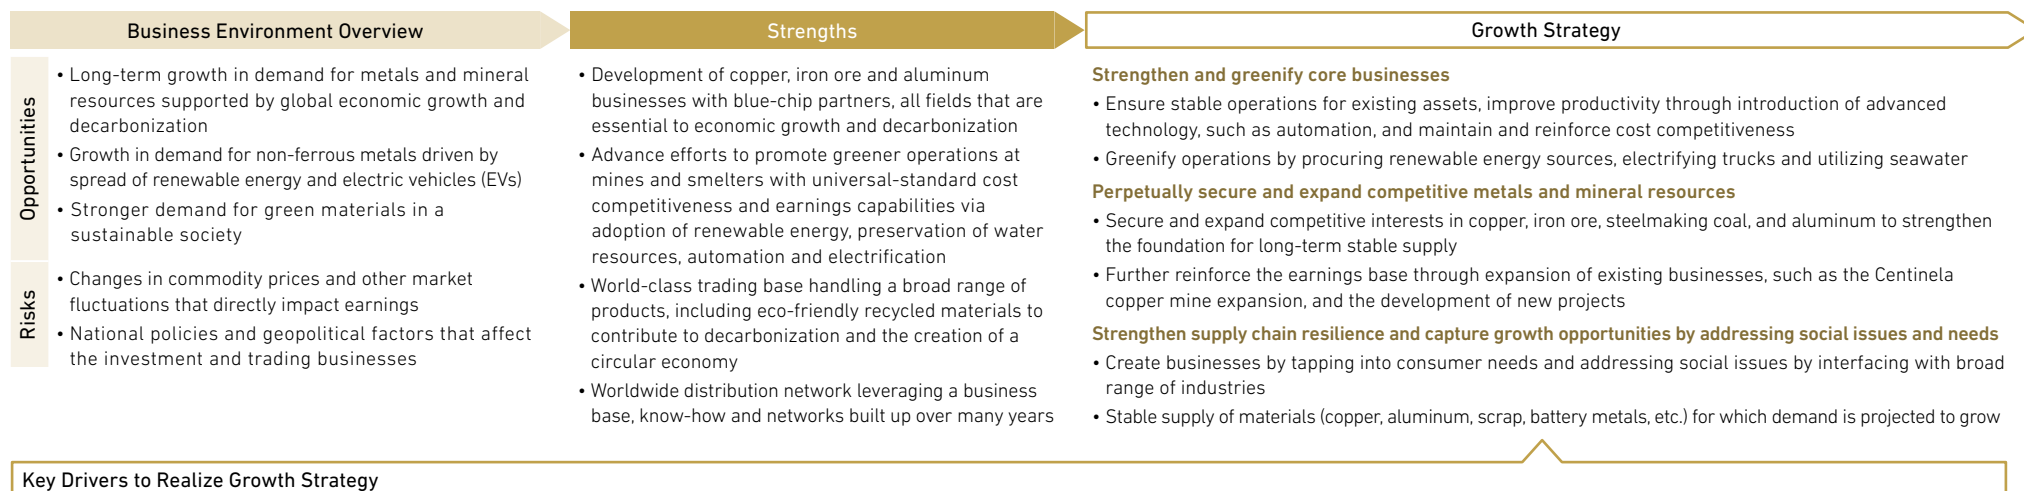 Business Environment Overview
Strengths
Growth Strategy
Opportunities
• Long-term growth in demand for metals and mineral
resources supported by global economic growth and
decarbonization
• Growth in demand for non-ferrous metals driven by
spread of renewable energy and electric vehicles (EVs)
• Stronger demand for green materials in a
sustainable society
Risks
• Changes in commodity prices and other market
fluctuations that directly impact earnings
• National policies and geopolitical factors that affect
the investment and trading businesses
• Development of copper, iron ore and aluminum
businesses with blue-chip partners, all fields that are
essential to economic growth and decarbonization
• Advance efforts to promote greener operations at
mines and smelters with universal-standard cost
competitiveness and earnings capabilities via
adoption of renewable energy, preservation of water
resources, automation and electrification
• World-class trading base handling a broad range of
products, including eco-friendly recycled materials to
contribute to decarbonization and the creation of a
circular economy
• Worldwide distribution network leveraging a business
base, know-how and networks built up over many years
Strengthen and greenify core businesses
• Ensure stable operations for existing assets, improve productivity through introduction of advanced
technology, such as automation, and maintain and reinforce cost competitiveness
• Greenify operations by procuring renewable energy sources, electrifying trucks and utilizing seawater
Perpetually secure and expand competitive metals and mineral resources
• Secure and expand competitive interests in copper, iron ore, steelmaking coal, and aluminum to strengthen
the foundation for long-term stable supply
• Further reinforce the earnings base through expansion of existing businesses, such as the Centinela
copper mine expansion, and the development of new projects
Strengthen supply chain resilience and capture growth opportunities by addressing social issues and needs
• Create businesses by tapping into consumer needs and addressing social issues by interfacing with broad
range of industries
• Stable supply of materials (copper, aluminum, scrap, battery metals, etc.) for which demand is projected to grow
Key Drivers to Realize Growth Strategy